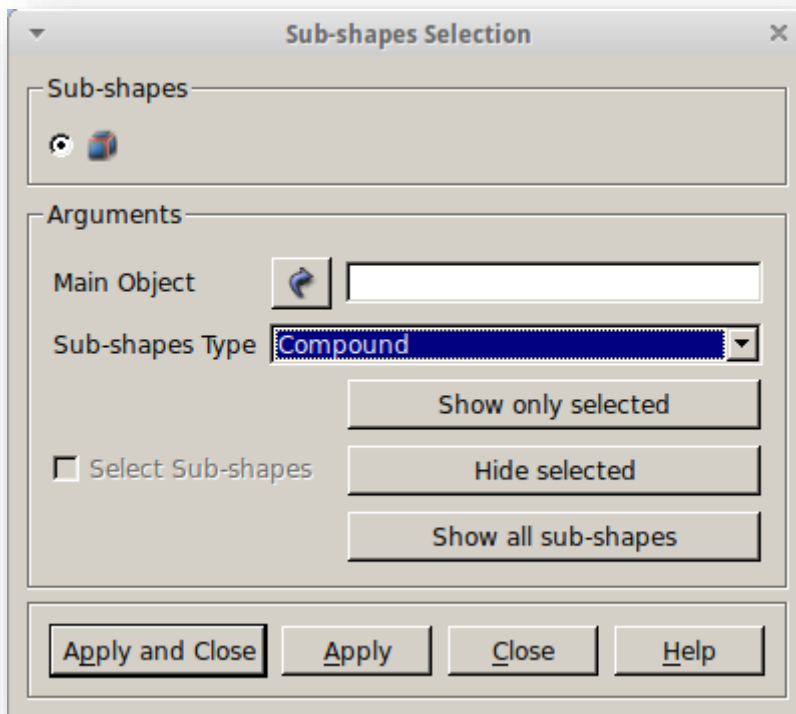 Sub-shapes Selection
Sub-shapes
Arguments
Main Object
Sub-shapes Type Compound
Show only selected
Select Sub-shapes Hide selected
Show all sub-shapes
Apply and Close Apply Close Help